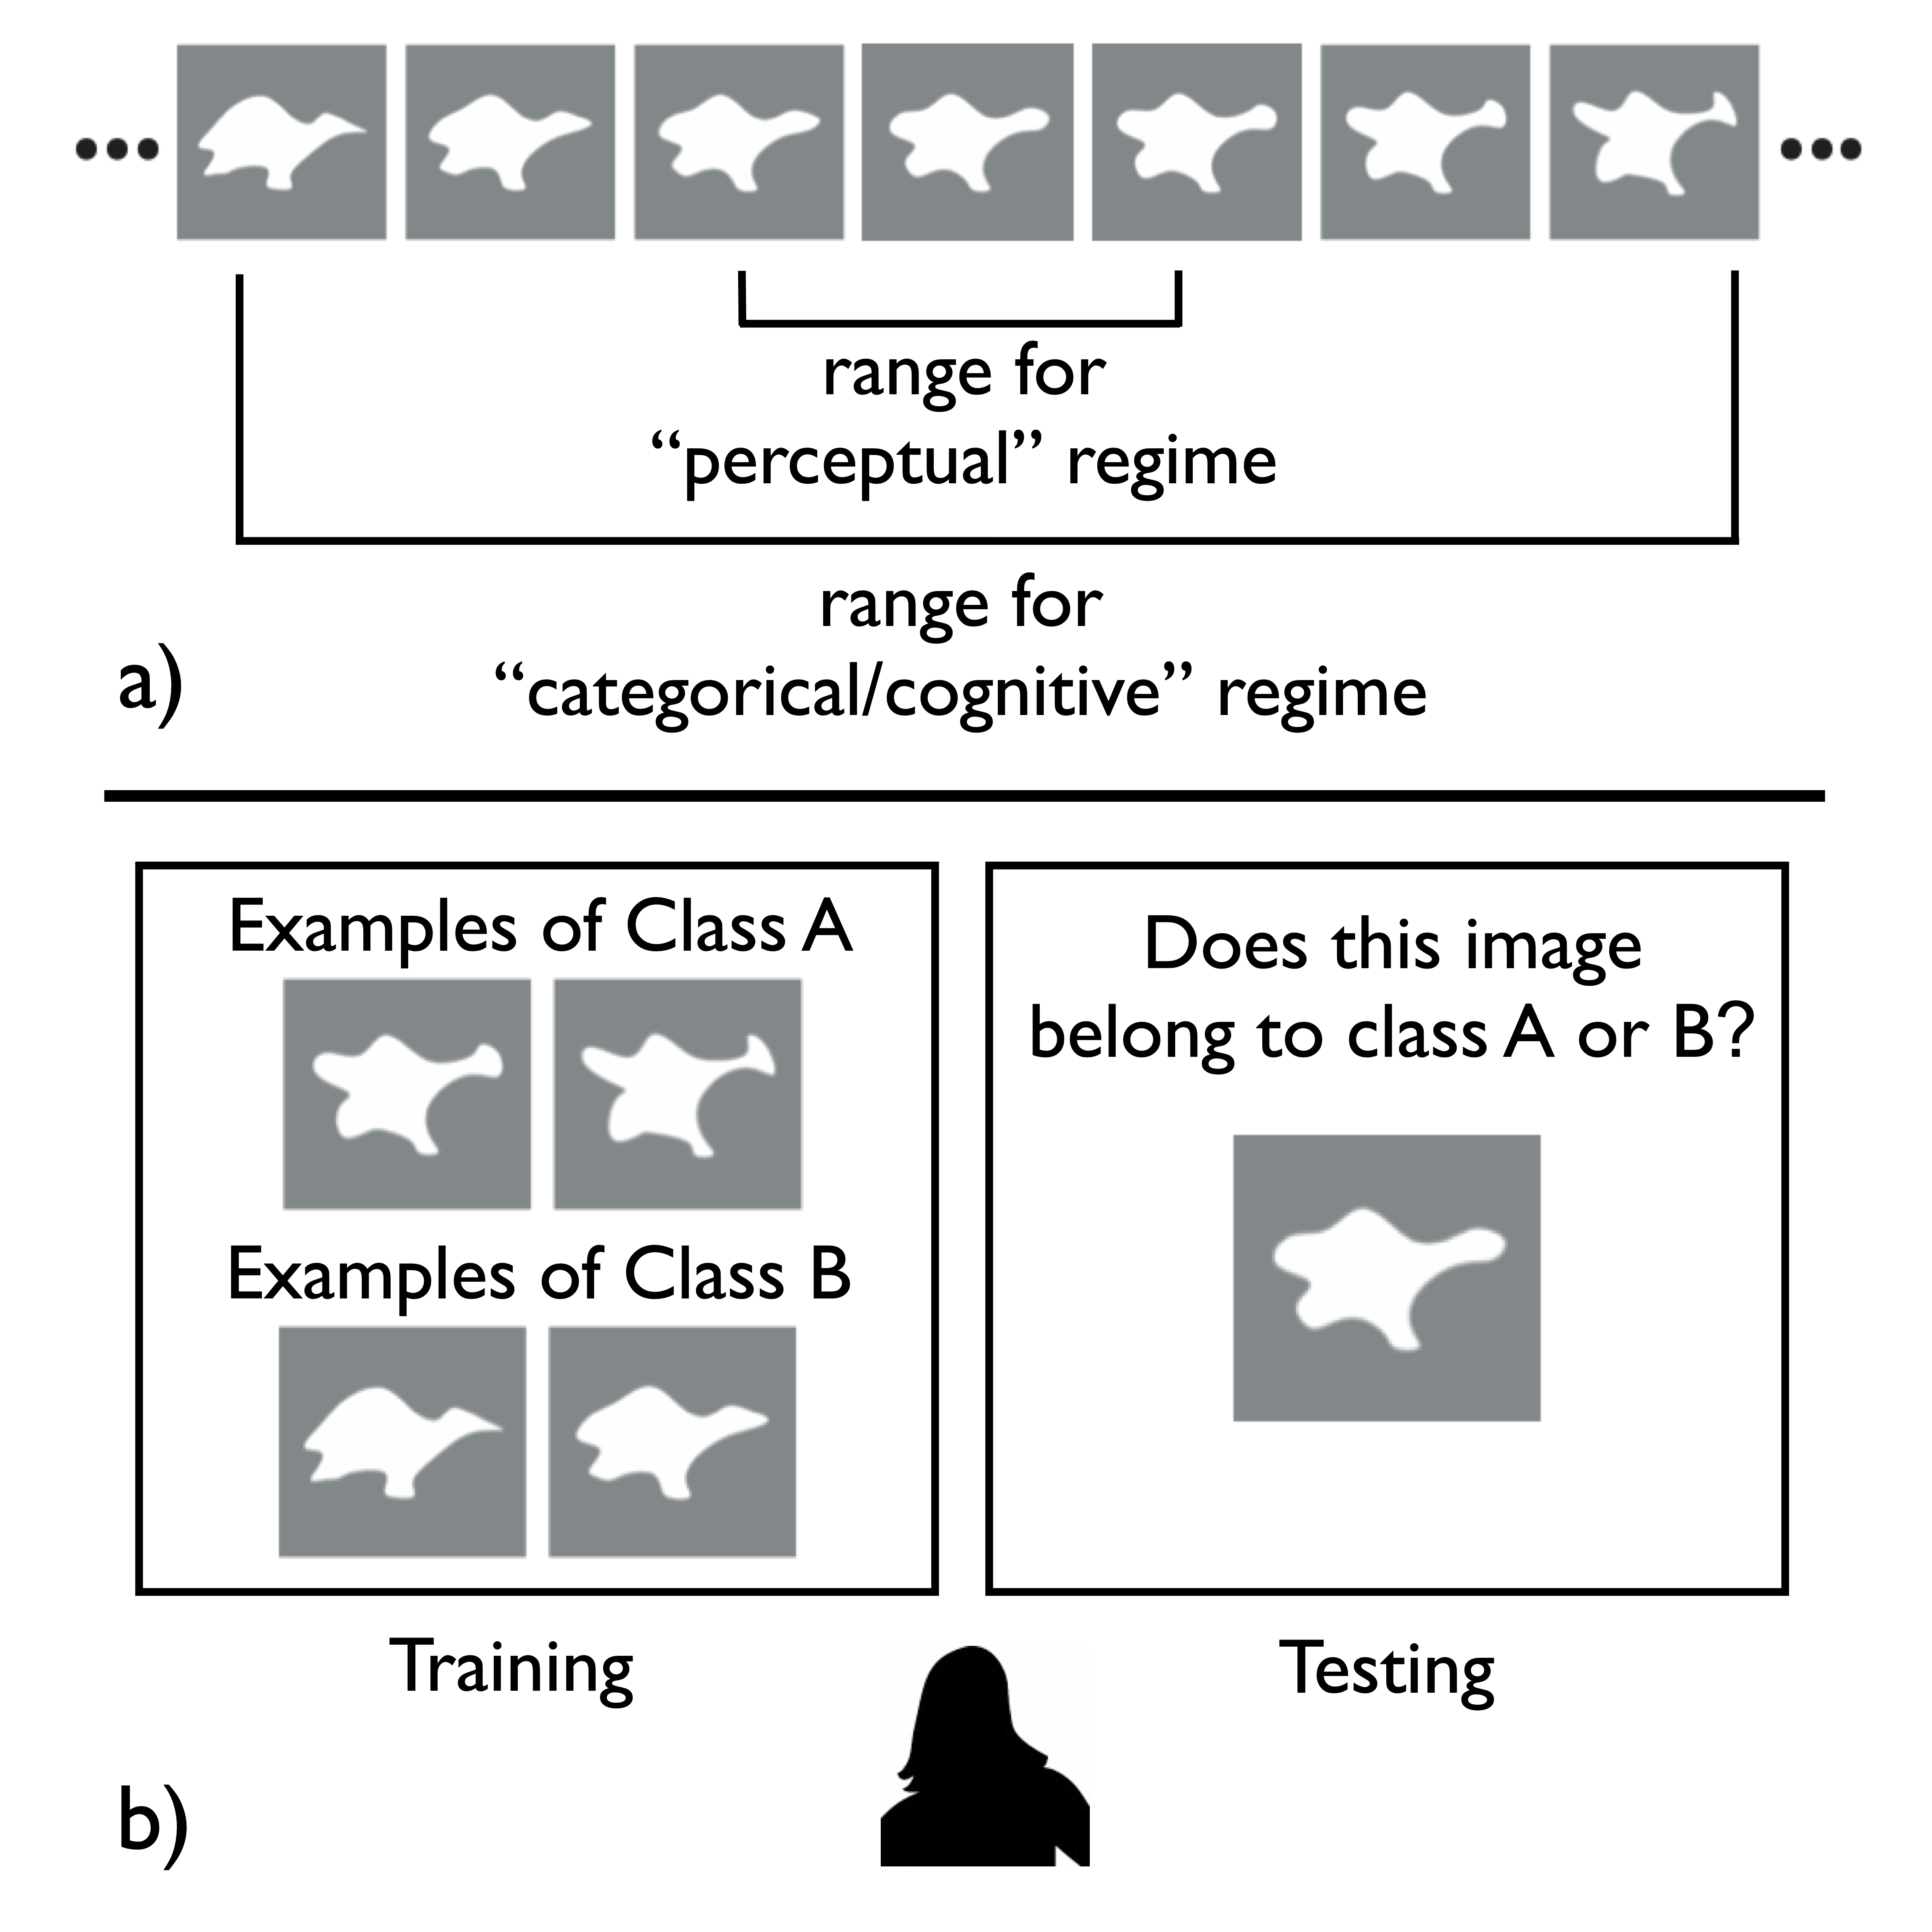 range for
“perceptual” regime
range for
“categorical/cognitive” regime
a)
Examples of Class A
Examples of Class B
Does this image
belong to class A or B?
Training
Testing
b)